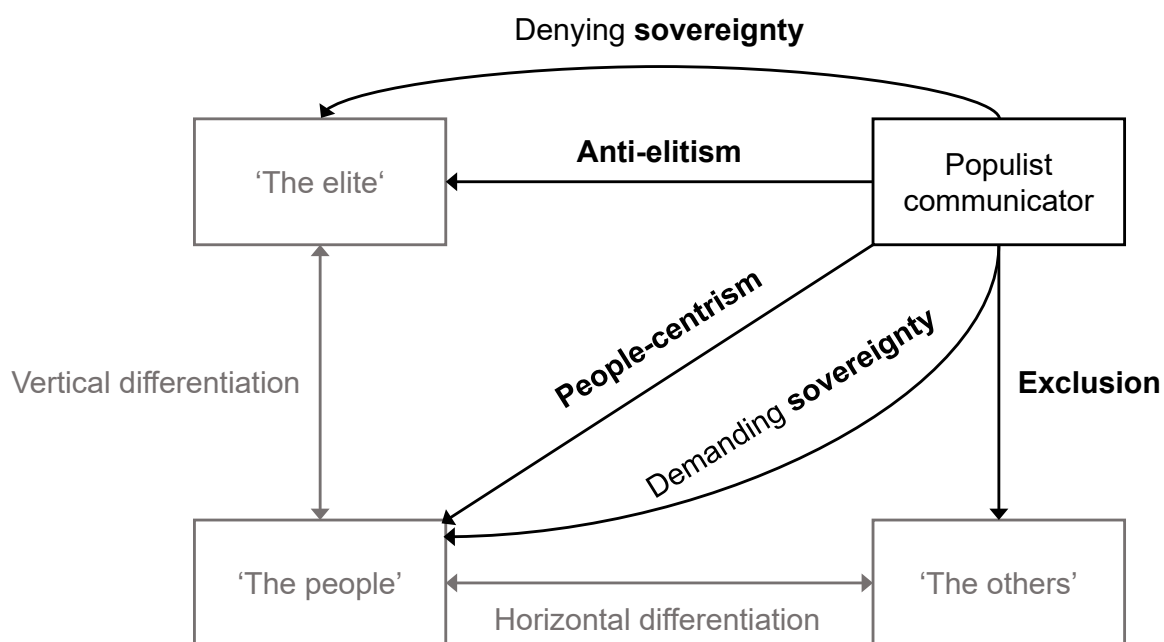 Denying sovereignty
Anti-elitism
‘The elite‘
Populist
communicator
People-centrism
Demanding sovereignty
Vertical differentiation
Exclusion
‘The people’
‘The others’
Horizontal differentiation